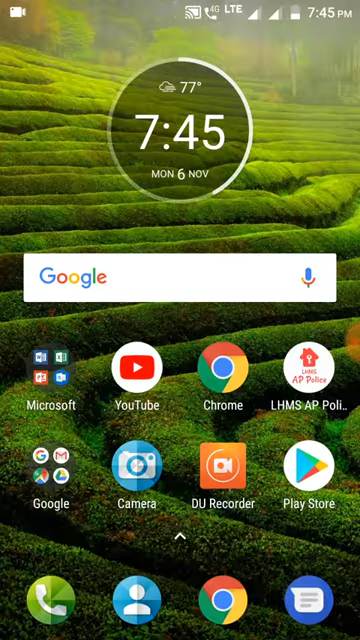 4G LTE 7:45 PM
77°
7:45
MON 6 NOV
Google
LHMS
AP Police
Microsoft YouTube Chrome LHMS AP Poli..
Google Camera DU Recorder Play Store